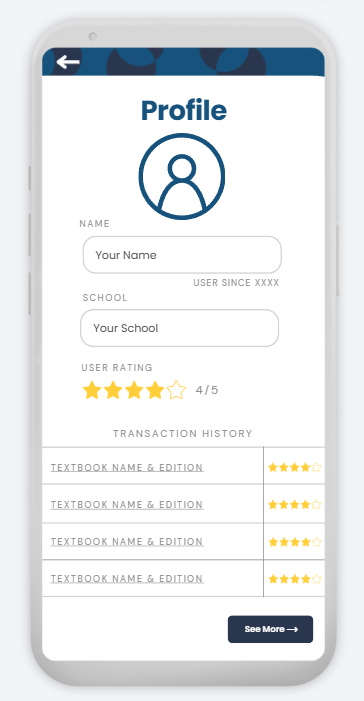 Profile
NAME
Your Name
USER SINCE XXXX
SCHOOL
Your School
USER RATING
4/5
TRANSACTION HISTORY
TEXTBOOK NAME & EDITION
TEXTBOOK NAME & EDITION
TEXTBOOK NAME & EDITION
TEXTBOOK NAME & EDITION
See More